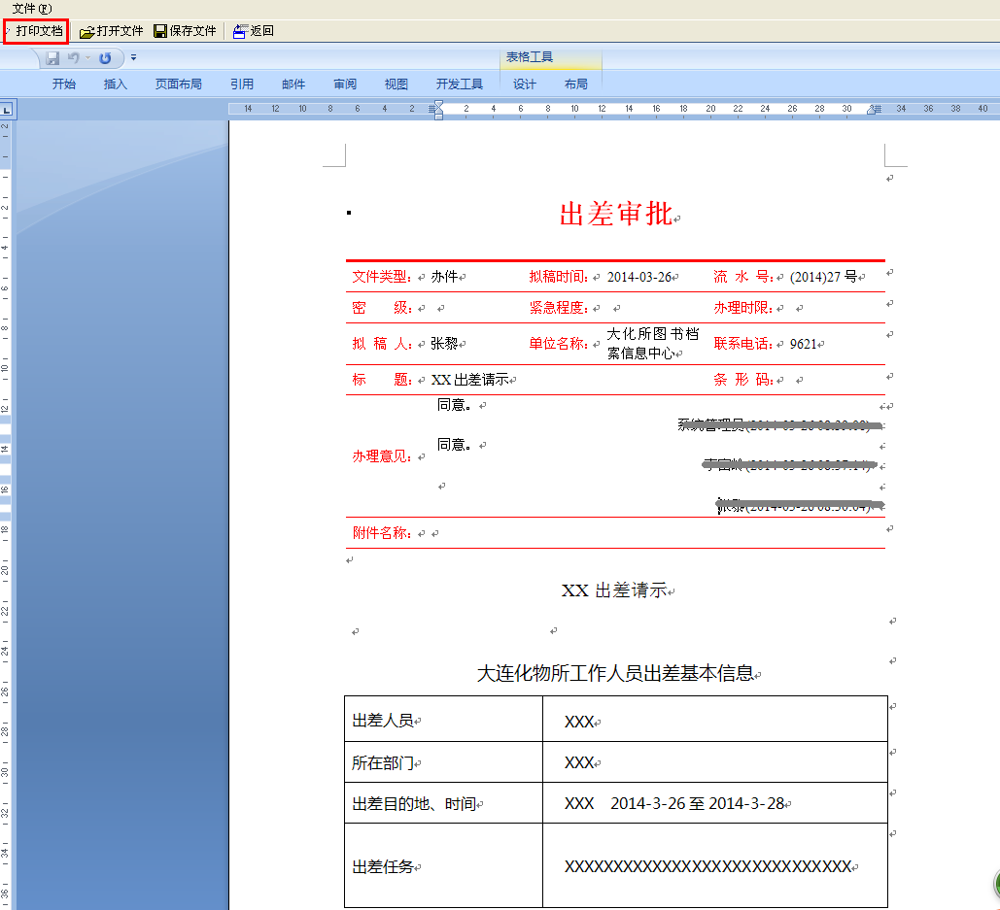 文件(F)
打印文档 打开文件 保存文件 返回
表格工具
开始 插入 页面布局 引用 邮件 审阅 视图 开发工具 设计 布局
14 12 10 8 6 4 2 2 4 6 8 10 12 14 16 18 20 22 24 26 28 30 34 36 38 40
出差审批
文件类型： 办件 拟稿时间： 2014-03-26 流 水 号： (2014)27 号
密 级： 紧急程度： 办理时限：
拟 稿 人： 张黎 单位名称： 大化所图书档案信息中心 联系电话： 9621
标 题： XX 出差请示 条 形 码：
同意。
同意。
办理意见：
附件名称：
XX 出差请示
大连化物所工作人员出差基本信息
出差人员 XXX
所在部门 XXX
出差目的地、时间 XXX 2014-3-26 至 2014-3-28
出差任务 XXXXXXXXXXXXXXXXXXXXXXXXXXXXX